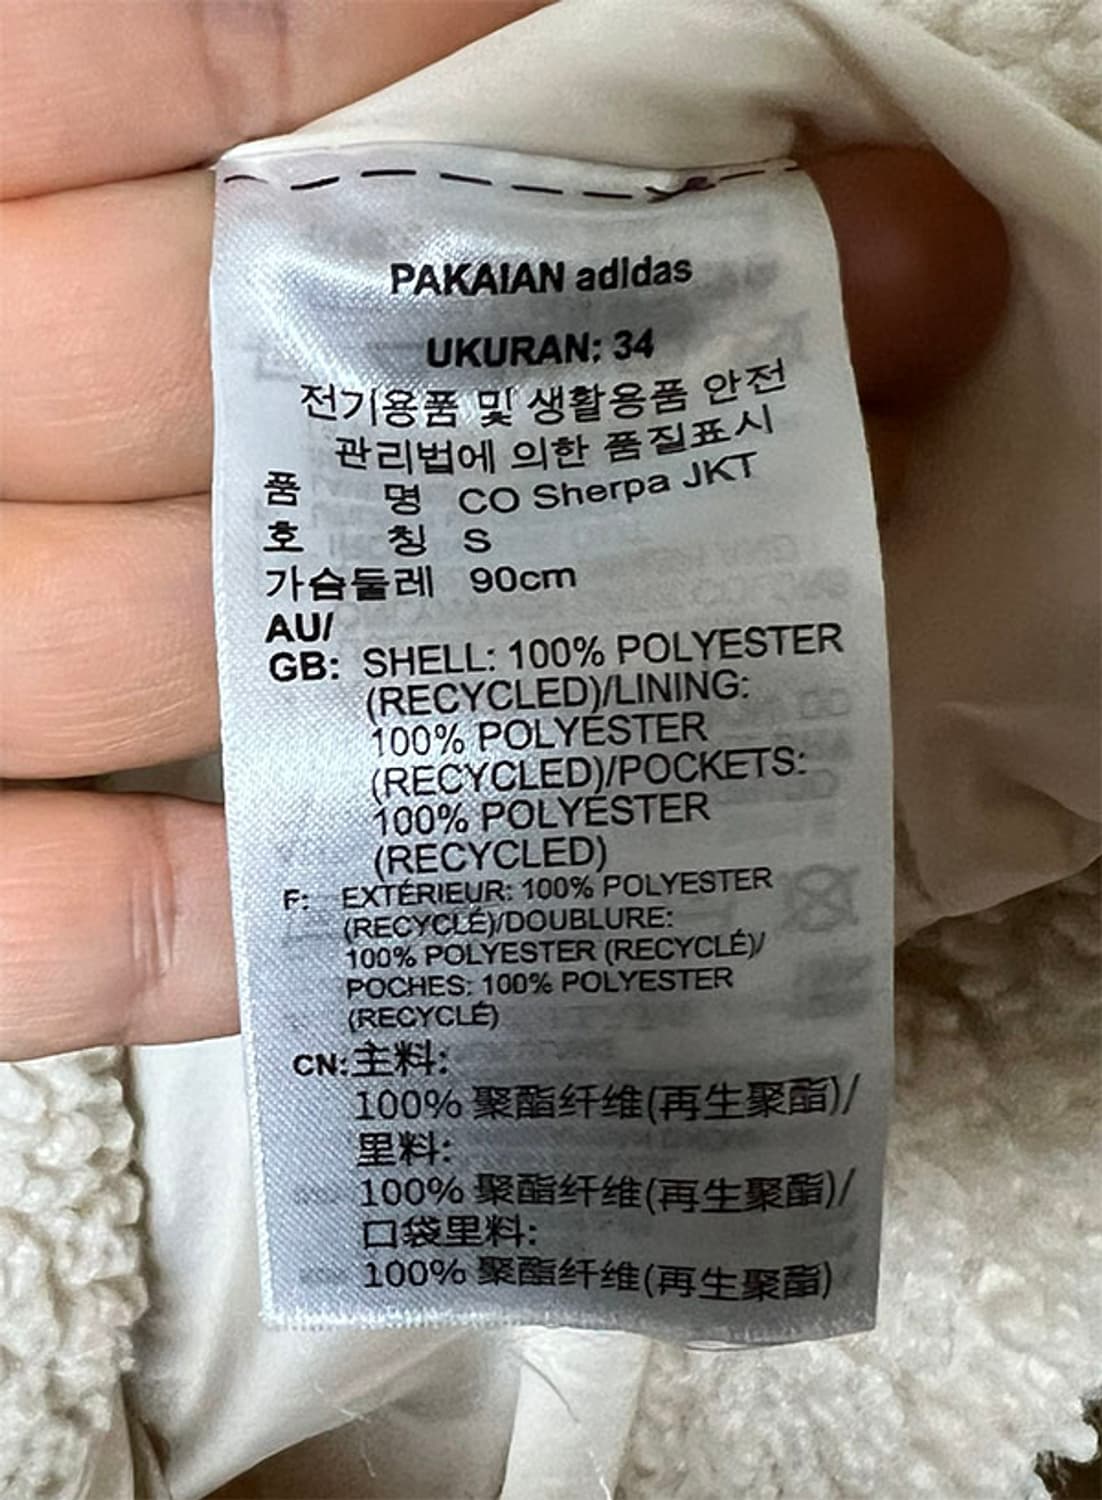 PAKAIAN adidas
UKURAN: 34
전기용품 및 생활용품 안전
관리법에 의한 품질표시
품 명 CO Sherpa JKT
호 칭 S
가슴둘레 90cm
AU/
GB: SHELL: 100% POLYESTER
(RECYCLED)/LINING:
100% POLYESTER
(RECYCLED)/POCKETS:
100% POLYESTER
(RECYCLED)
F: EXTÉRIEUR: 100% POLYESTER
(RECYCLÉ)/DOUBLURE:
100% POLYESTER (RECYCLÉ)/
POCHES: 100% POLYESTER
(RECYCLÉ)
CN: 主料:
100% 聚酯纤维(再生聚酯)/
里料:
100% 聚酯纤维(再生聚酯)/
口袋里料:
100% 聚酯纤维(再生聚酯)